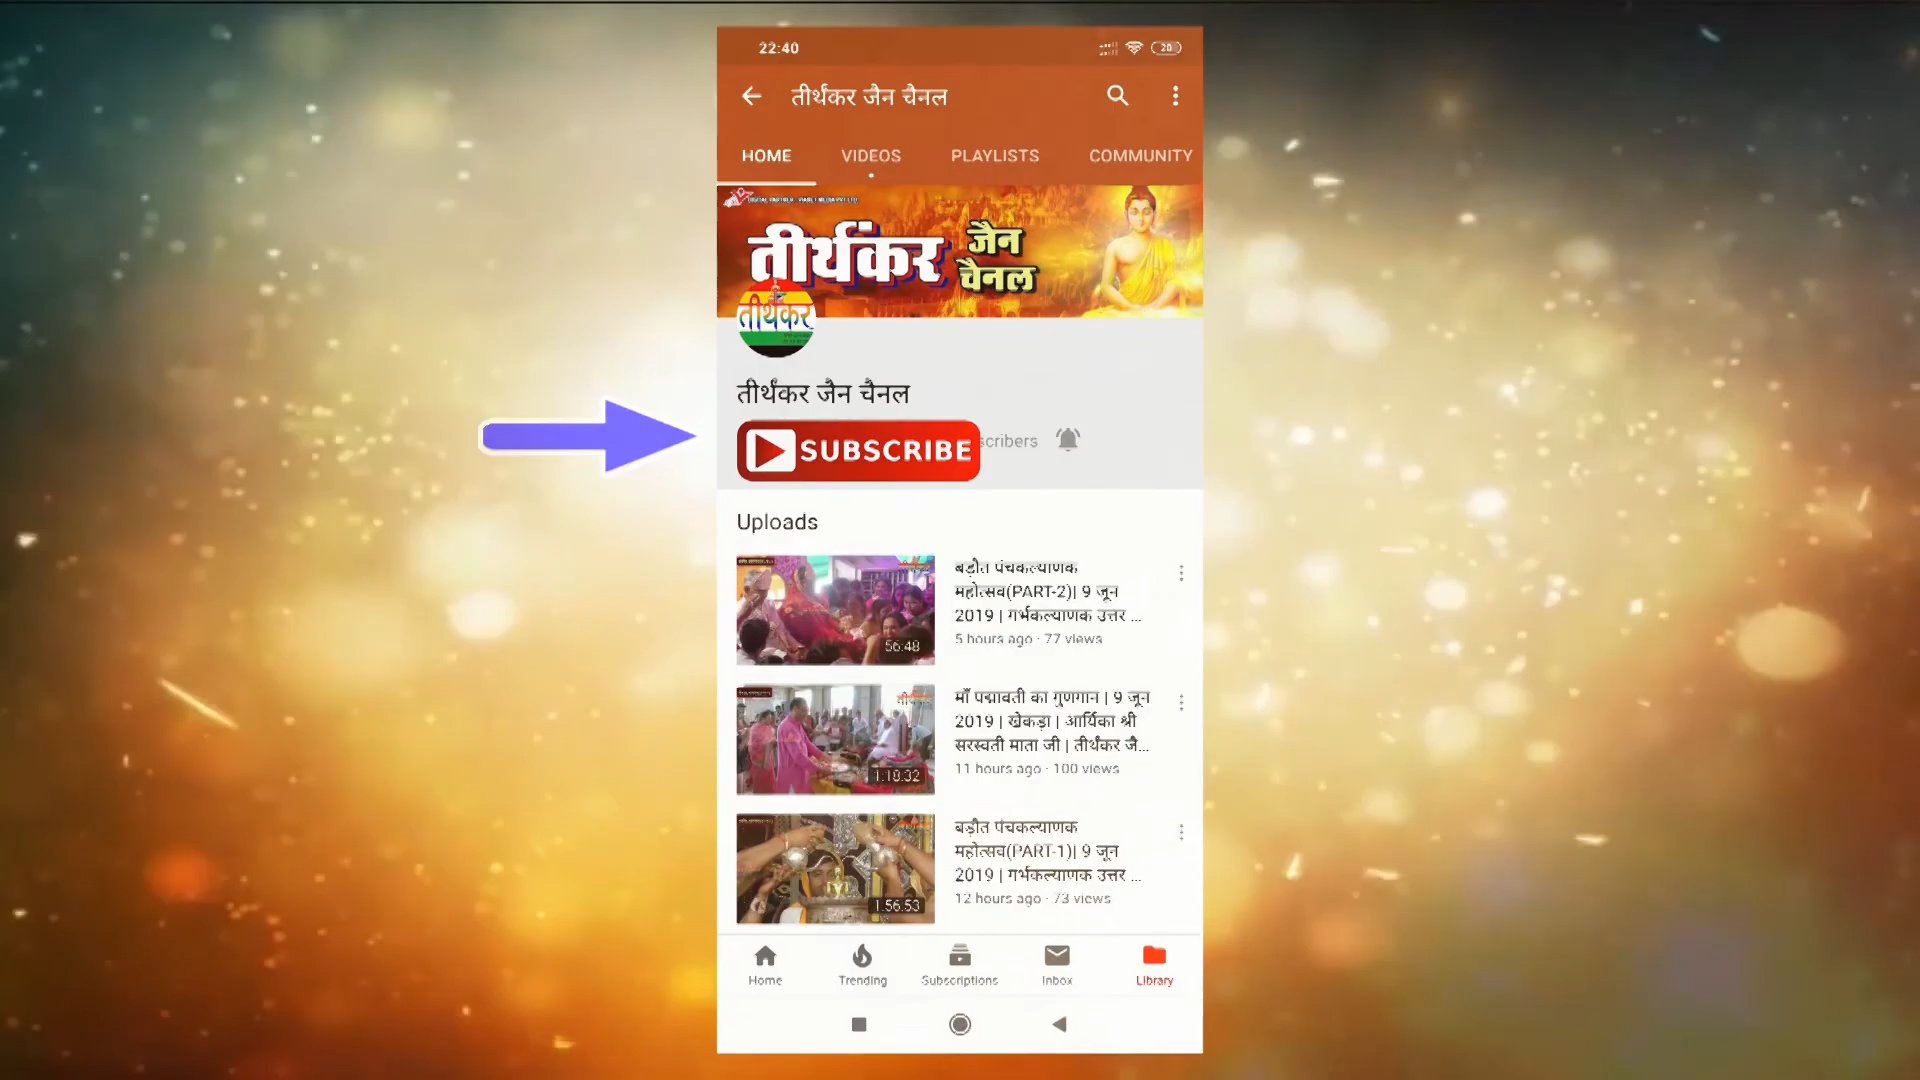 22:40
20
तीर्थंकर जैन चैनल
HOME VIDEOS PLAYLISTS COMMUNITY
तीर्थंकर जैन चैनल
तीर्थंकर
तीर्थंकर जैन चैनल
SUBSCRIBE scribers
Uploads
बड़ौत पंचकल्याणक
महोत्सव(PART-2)| 9 जून
2019 | गर्भकल्याणक उत्तर ...
5 hours ago · 77 views
56:48
माँ पद्मावती का गुणगान | 9 जून
2019 | खेकड़ा | आर्यिका श्री
सरस्वती माता जी | तीर्थंकर जै...
11 hours ago · 100 views
1:18:32
बड़ौत पंचकल्याणक
महोत्सव(PART-1)| 9 जून
2019 | गर्भकल्याणक उत्तर ...
12 hours ago · 73 views
1:56:53
Home Trending Subscriptions Inbox Library